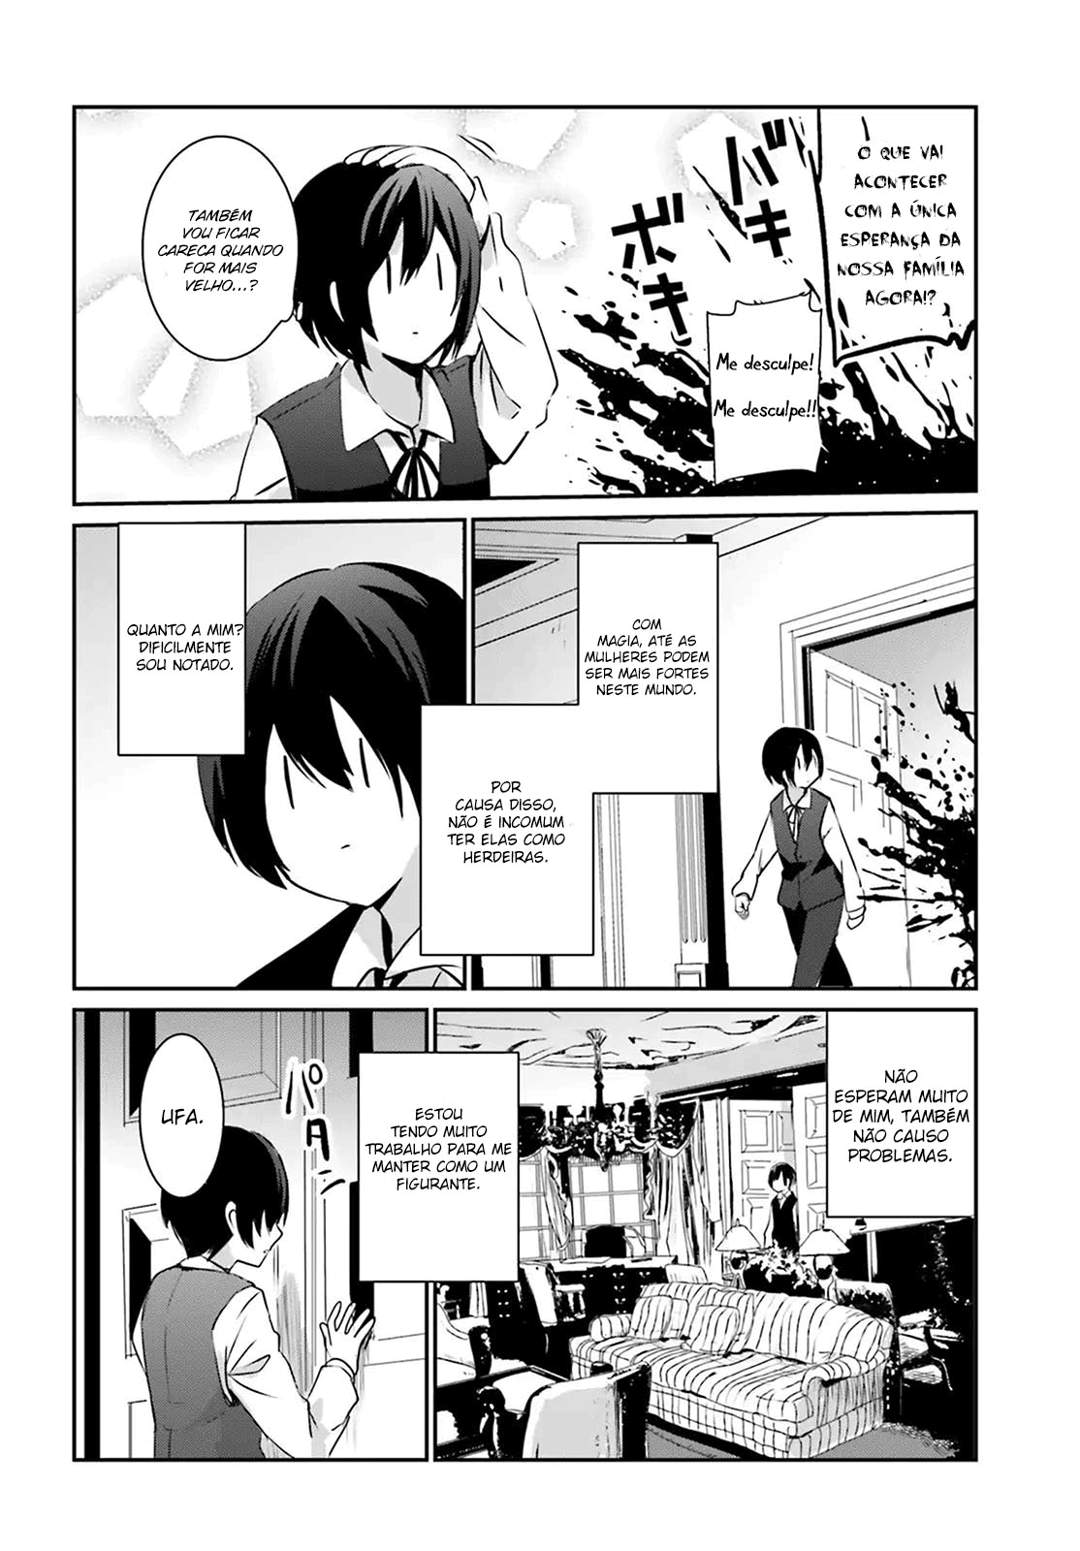 O QUE VAI
ACONTECER
COM A ÚNICA
ESPERANÇA DA
NOSSA FAMÍLIA
AGORA!?
バキ
ボキ
Me desculpe!
Me desculpe!!
TAMBÉM
VOU FICAR
CARECA QUANDO
FOR MAIS
VELHO...?
COM
MAGIA, ATÉ AS
MULHERES PODEM
SER MAIS FORTES
NESTE MUNDO.
POR
CAUSA DISSO,
NÃO É INCOMUM
TER ELAS COMO
HERDEIRAS.
QUANTO A MIM?
DIFICILMENTE
SOU NOTADO.
NÃO
ESPERAM MUITO
DE MIM, TAMBÉM
NÃO CAUSO
PROBLEMAS.
ESTOU
TENDO MUITO
TRABALHO PARA ME
MANTER COMO UM
FIGURANTE.
パタン
UFA.